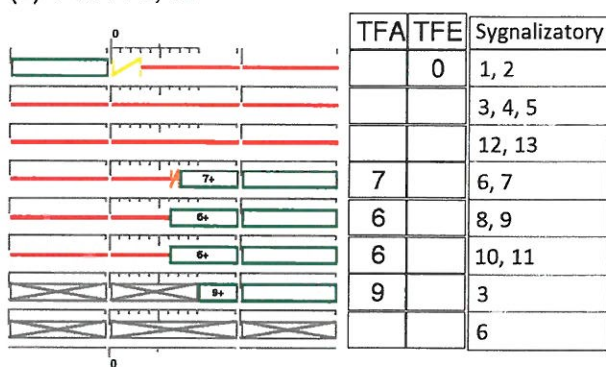 0
TFA TFE Sygnalizatory
0 1, 2
3, 4, 5
12, 13
7+ 7 6, 7
6+ 6 8, 9
6+ 6 10, 11
9+ 9 3
6
0